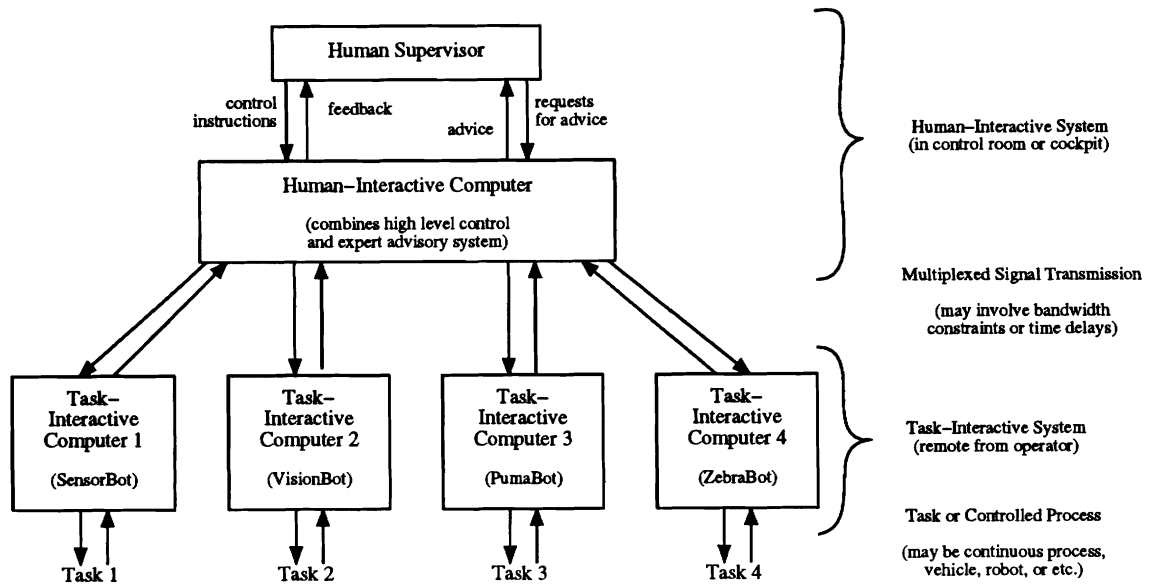 Human Supervisor
control
instructions
feedback
advice
requests
for advice
Human–Interactive Computer
(combines high level control
and expert advisory system)
Human–Interactive System
(in control room or cockpit)
Multiplexed Signal Transmission
(may involve bandwidth
constraints or time delays)
Task–
Interactive
Computer 1
(SensorBot)
Task–
Interactive
Computer 2
(VisionBot)
Task–
Interactive
Computer 3
(PumaBot)
Task–
Interactive
Computer 4
(ZebraBot)
Task–Interactive System
(remote from operator)
Task or Controlled Process
(may be continuous process,
vehicle, robot, or etc.)
Task 1
Task 2
Task 3
Task 4